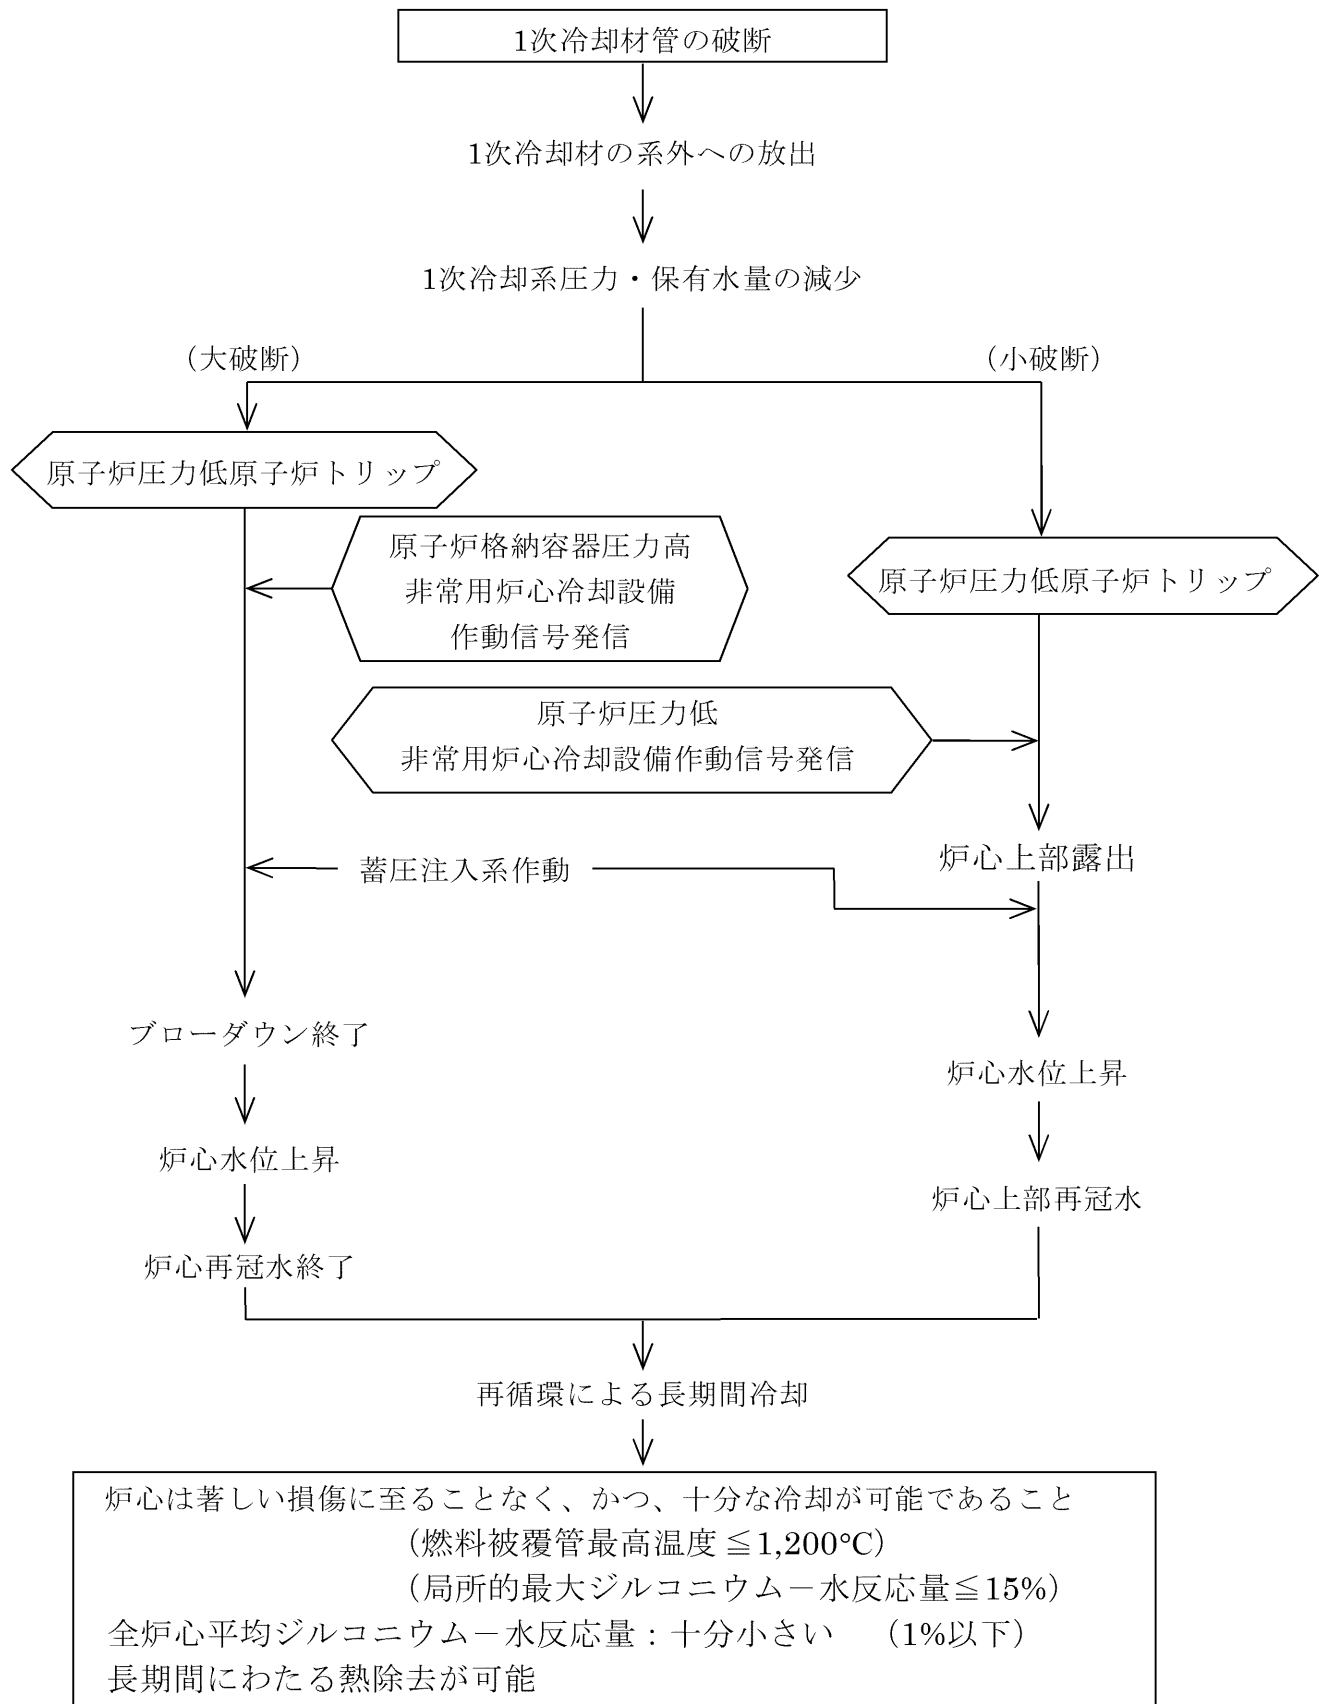 1次冷却材管の破断
1次冷却材の系外への放出
1次冷却系圧力・保有水量の減少
（大破断）
（小破断）
原子炉圧力低原子炉トリップ
原子炉格納容器圧力高
非常用炉心冷却設備
作動信号発信
原子炉圧力低原子炉トリップ
原子炉圧力低
非常用炉心冷却設備作動信号発信
炉心上部露出
蓄圧注入系作動
ブローダウン終了
炉心水位上昇
炉心水位上昇
炉心上部再冠水
炉心再冠水終了
再循環による長期間冷却
炉心は著しい損傷に至ることなく、かつ、十分な冷却が可能であること
（燃料被覆管最高温度≦1,200℃）
（局所的最大ジルコニウム－水反応量≦15%）
全炉心平均ジルコニウム－水反応量：十分小さい　（1%以下）
長期間にわたる熱除去が可能